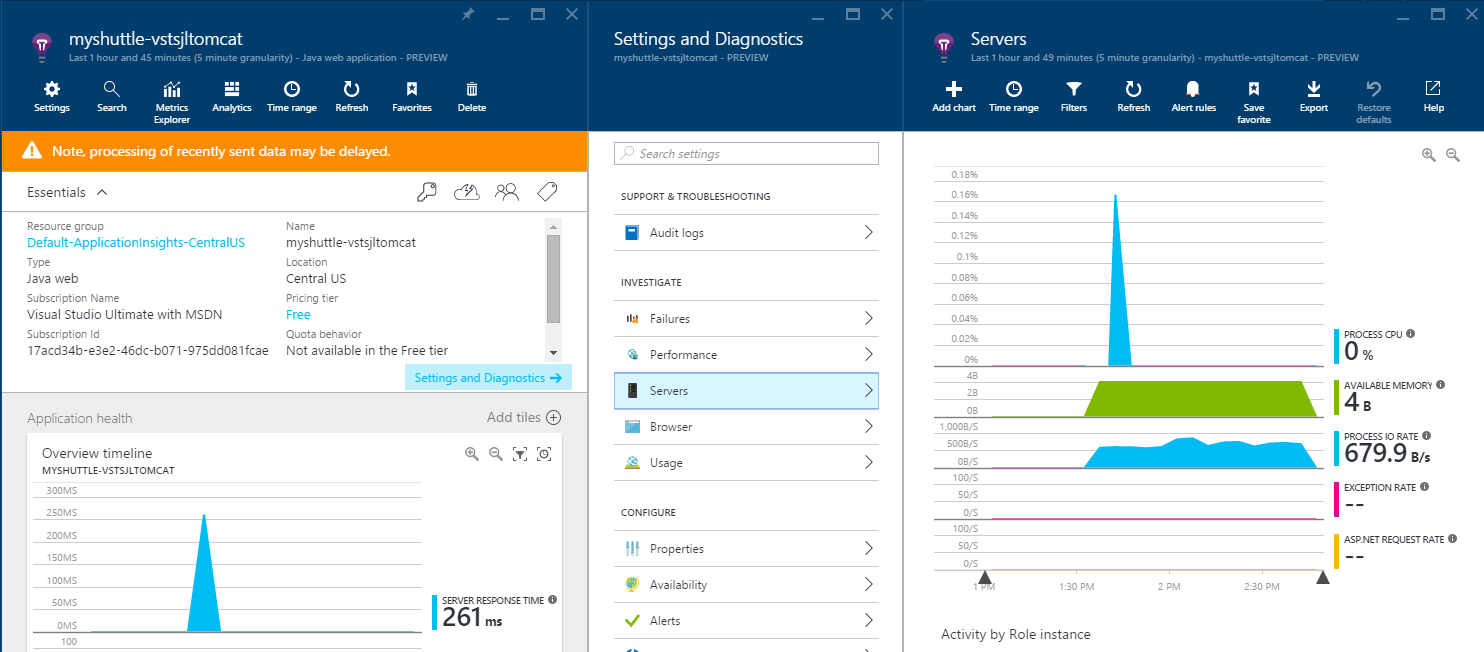 myshuttle-vstsjltomcat
Last 1 hour and 45 minutes (5 minute granularity) - Java web application - PREVIEW
Settings
Search
Metrics Explorer
Analytics
Time range
Refresh
Favorites
Delete
Note, processing of recently sent data may be delayed.
Essentials
Resource group
Default-ApplicationInsights-CentralUS
Type
Java web
Subscription Name
Visual Studio Ultimate with MSDN
Subscription Id
17acd34b-e3e2-46dc-b071-975dd081fcae
Name
myshuttle-vstsjltomcat
Location
Central US
Pricing tier
Free
Quota behavior
Not available in the Free tier
Settings and Diagnostics
Application health
Add tiles
Overview timeline
MYSHUTTLE-VSTSJLTOMCAT
300MS
250MS
200MS
150MS
100MS
50MS
0MS
100
SERVER RESPONSE TIME
261 ms
Settings and Diagnostics
myshuttle-vstsjltomcat - PREVIEW
Search settings
SUPPORT & TROUBLESHOOTING
Audit logs
INVESTIGATE
Failures
Performance
Servers
Browser
Usage
CONFIGURE
Properties
Availability
Alerts
Servers
Last 1 hour and 49 minutes (5 minute granularity) - myshuttle-vstsjltomcat - PREVIEW
Add chart
Time range
Filters
Refresh
Alert rules
Save favorite
Export
Restore defaults
Help
0.18%
0.16%
0.14%
0.12%
0.1%
0.08%
0.06%
0.04%
0.02%
0%
PROCESS CPU
0 %
4B
2B
0B
AVAILABLE MEMORY
4 B
1,000B/S
500B/S
0B/S
PROCESS IO RATE
679.9 B/s
100/S
50/S
0/S
EXCEPTION RATE
--
100/S
50/S
0/S
ASP.NET REQUEST RATE
--
1 PM
1:30 PM
2 PM
2:30 PM
Activity by Role instance